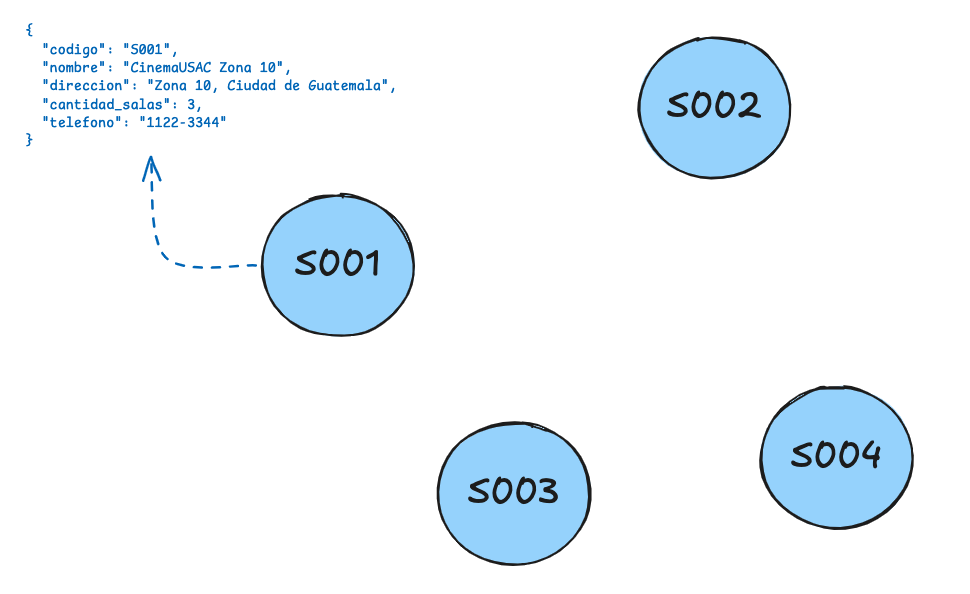 {
  "codigo": "S001",
  "nombre": "CinemaUSAC Zona 10",
  "direccion": "Zona 10, Ciudad de Guatemala",
  "cantidad_salas": 3,
  "telefono": "1122-3344"
}
S002
S001
S003
S004